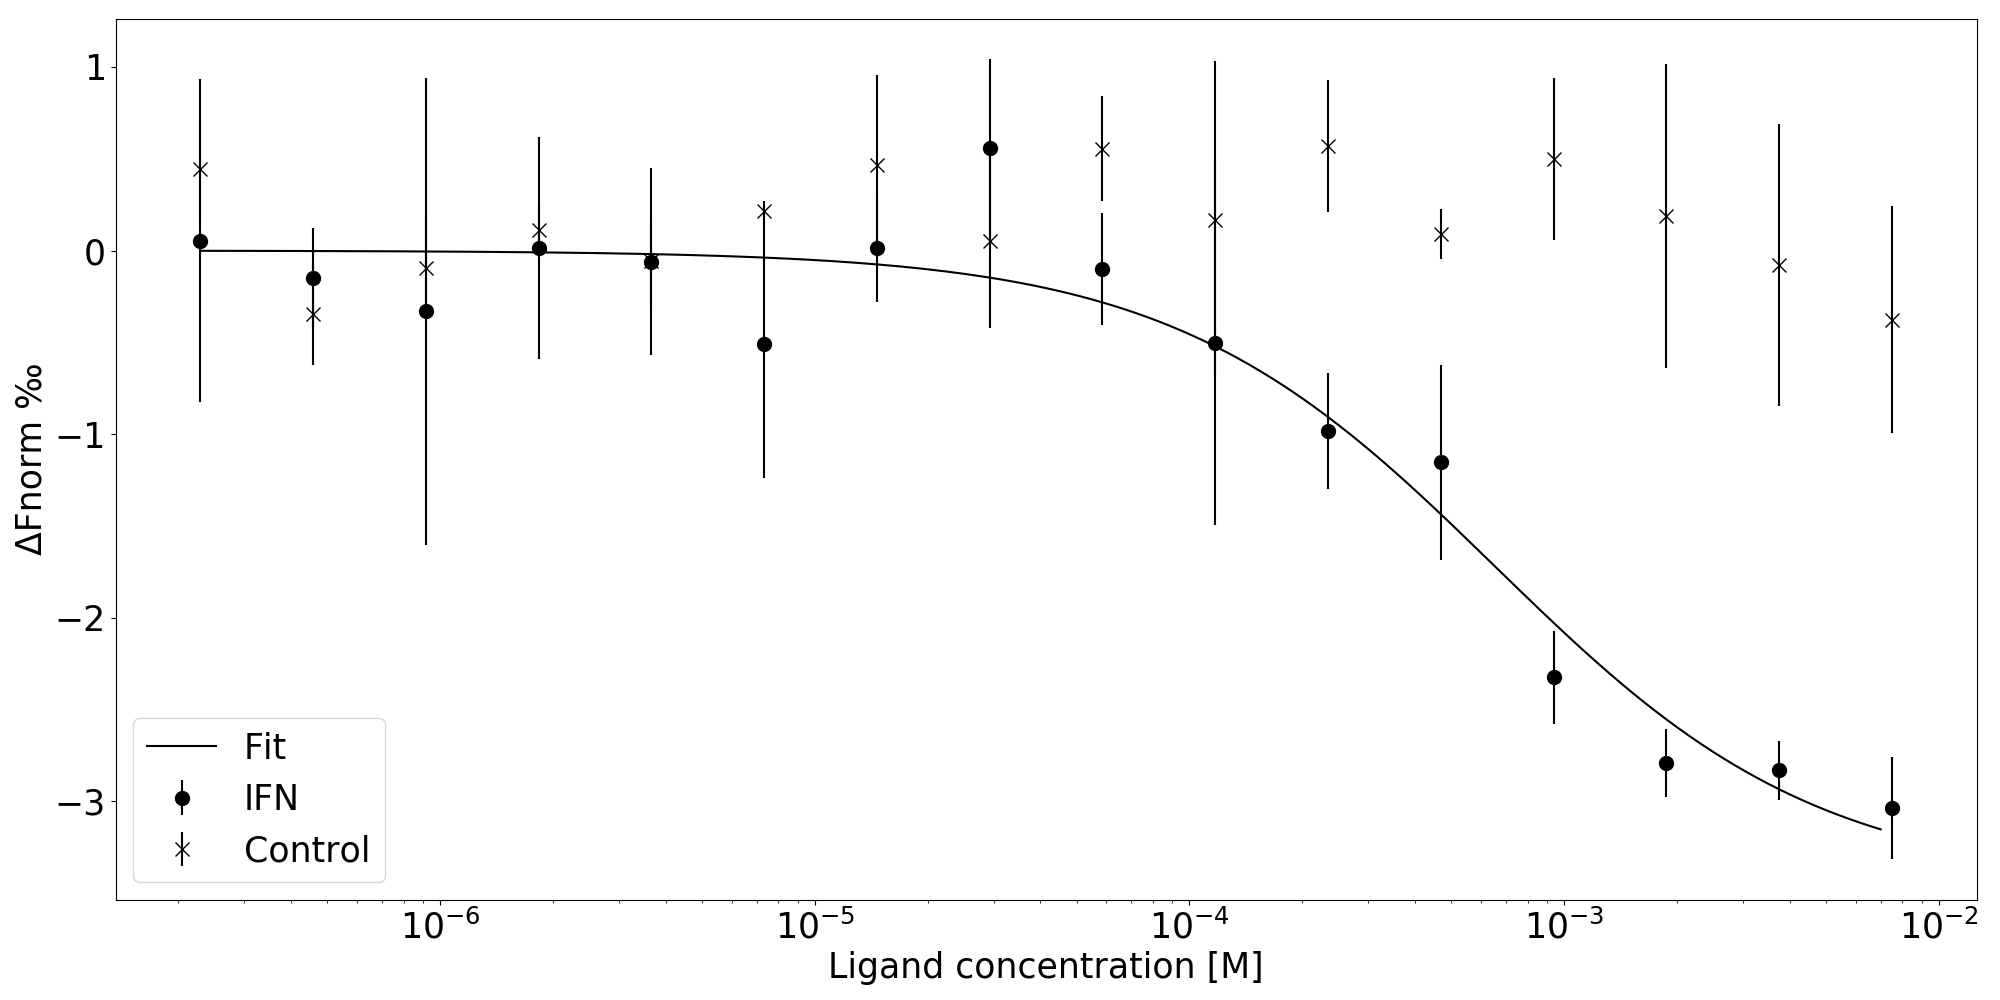 ΔFnorm ‰
1
0
−1
−2
−3
Fit
IFN
Control
10⁻⁶ 10⁻⁵ 10⁻⁴ 10⁻³ 10⁻²
Ligand concentration [M]